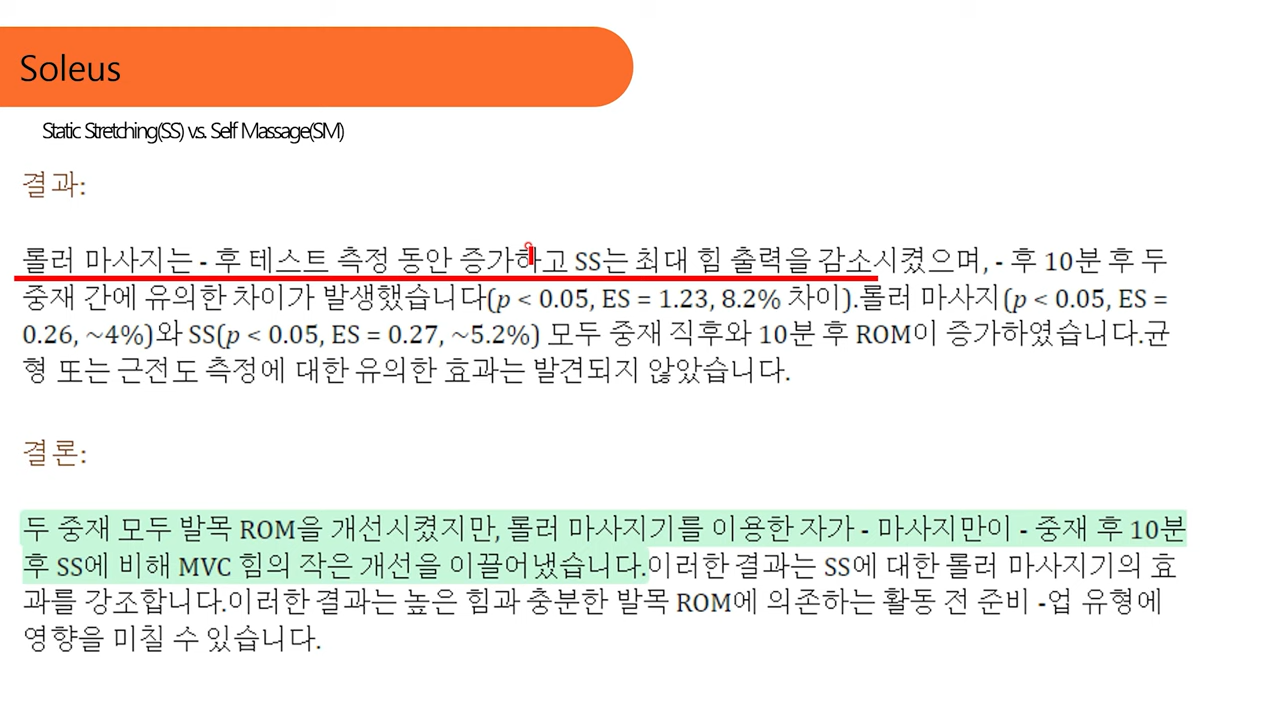 Soleus
Static Stretching(SS) vs. Self Massage(SM)
결과:
롤러 마사지는 - 후 테스트 측정 동안 증가하고 SS는 최대 힘 출력을 감소시켰으며, - 후 10분 후 두
중재 간에 유의한 차이가 발생했습니다(p < 0.05, ES = 1.23, 8.2% 차이).롤러 마사지(p < 0.05, ES =
0.26, ~4%)와 SS(p < 0.05, ES = 0.27, ~5.2%) 모두 중재 직후와 10분 후 ROM이 증가하였습니다.균
형 또는 근전도 측정에 대한 유의한 효과는 발견되지 않았습니다.
결론:
두 중재 모두 발목 ROM을 개선시켰지만, 롤러 마사지기를 이용한 자가 - 마사지만이 - 중재 후 10분
후 SS에 비해 MVC 힘의 작은 개선을 이끌어냈습니다.이러한 결과는 SS에 대한 롤러 마사지기의 효
과를 강조합니다.이러한 결과는 높은 힘과 충분한 발목 ROM에 의존하는 활동 전 준비 -업 유형에
영향을 미칠 수 있습니다.